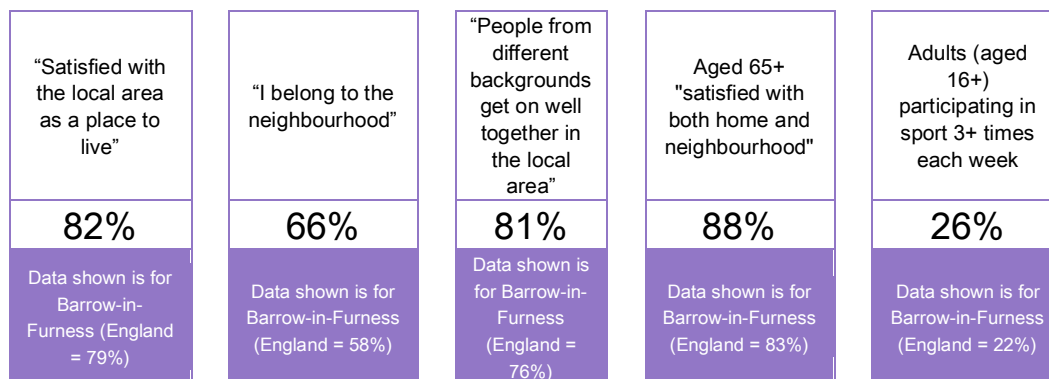 “Satisfied with
the local area
as a place to
live”
82%
Data shown is for
Barrow-in-
Furness (England
= 79%)
“I belong to the
neighbourhood”
66%
Data shown is for
Barrow-in-Furness
(England = 58%)
“People from
different
backgrounds
get on well
together in
the local
area”
81%
Data shown is
for Barrow-in-
Furness
(England =
76%)
Aged 65+
"satisfied with
both home and
neighbourhood"
88%
Data shown is for
Barrow-in-Furness
(England = 83%)
Adults (aged
16+)
participating in
sport 3+ times
each week
26%
Data shown is for
Barrow-in-Furness
(England = 22%)